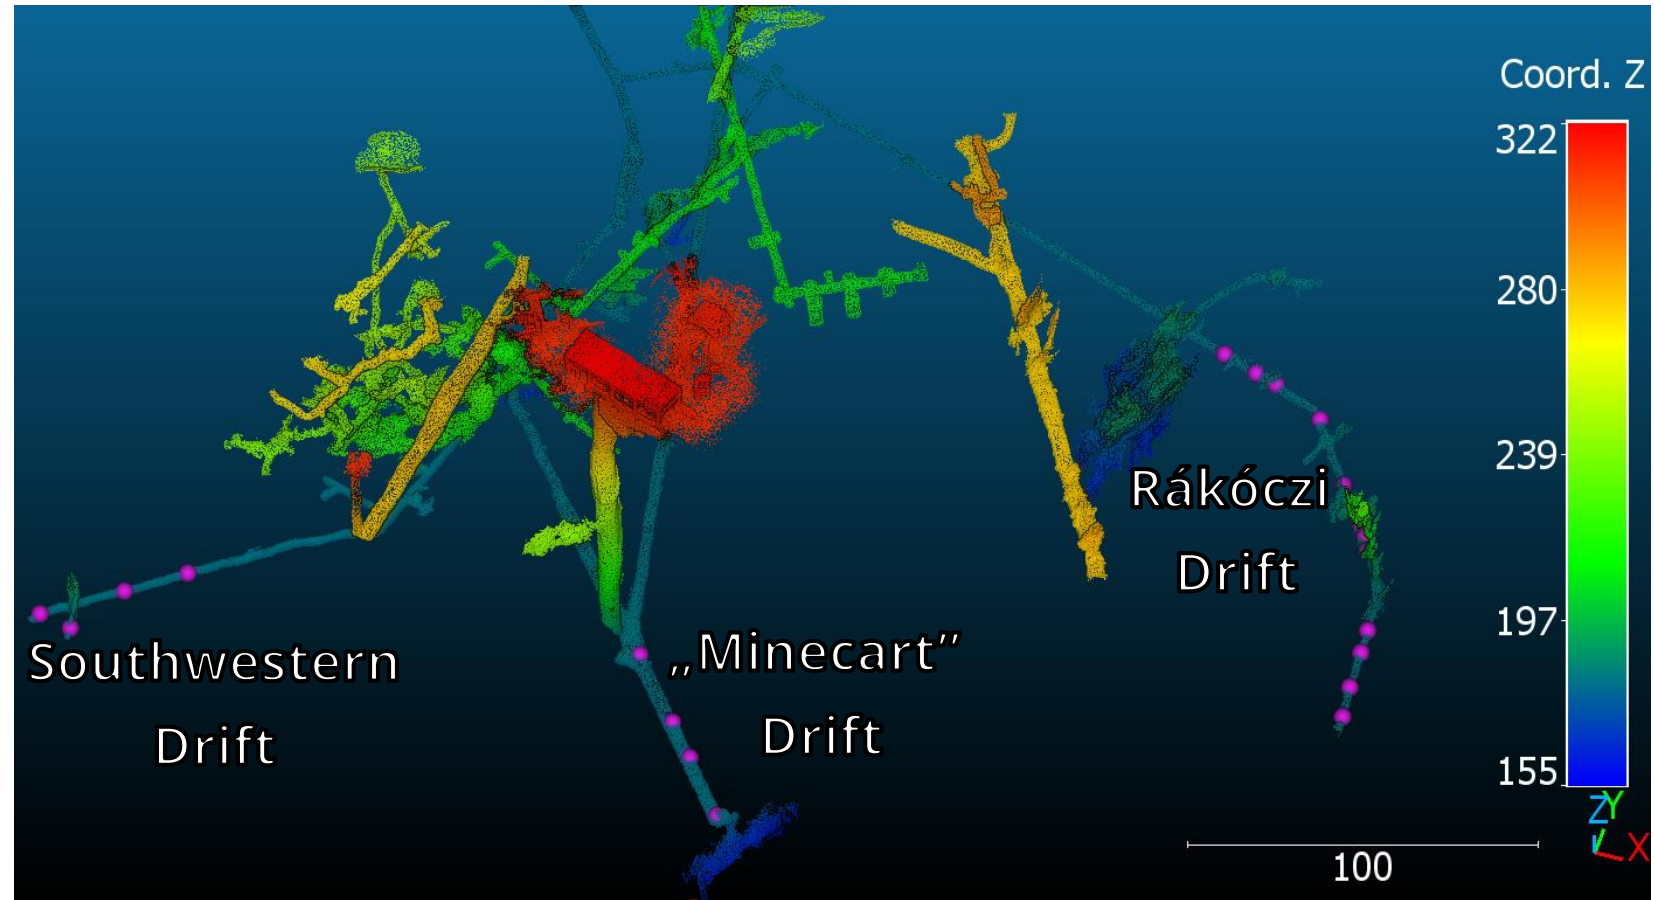 Coord. Z
322
280
239
197
155
Rákóczi
Drift
Southwestern
Drift
„Minecart”
Drift
Z
Y
X
100